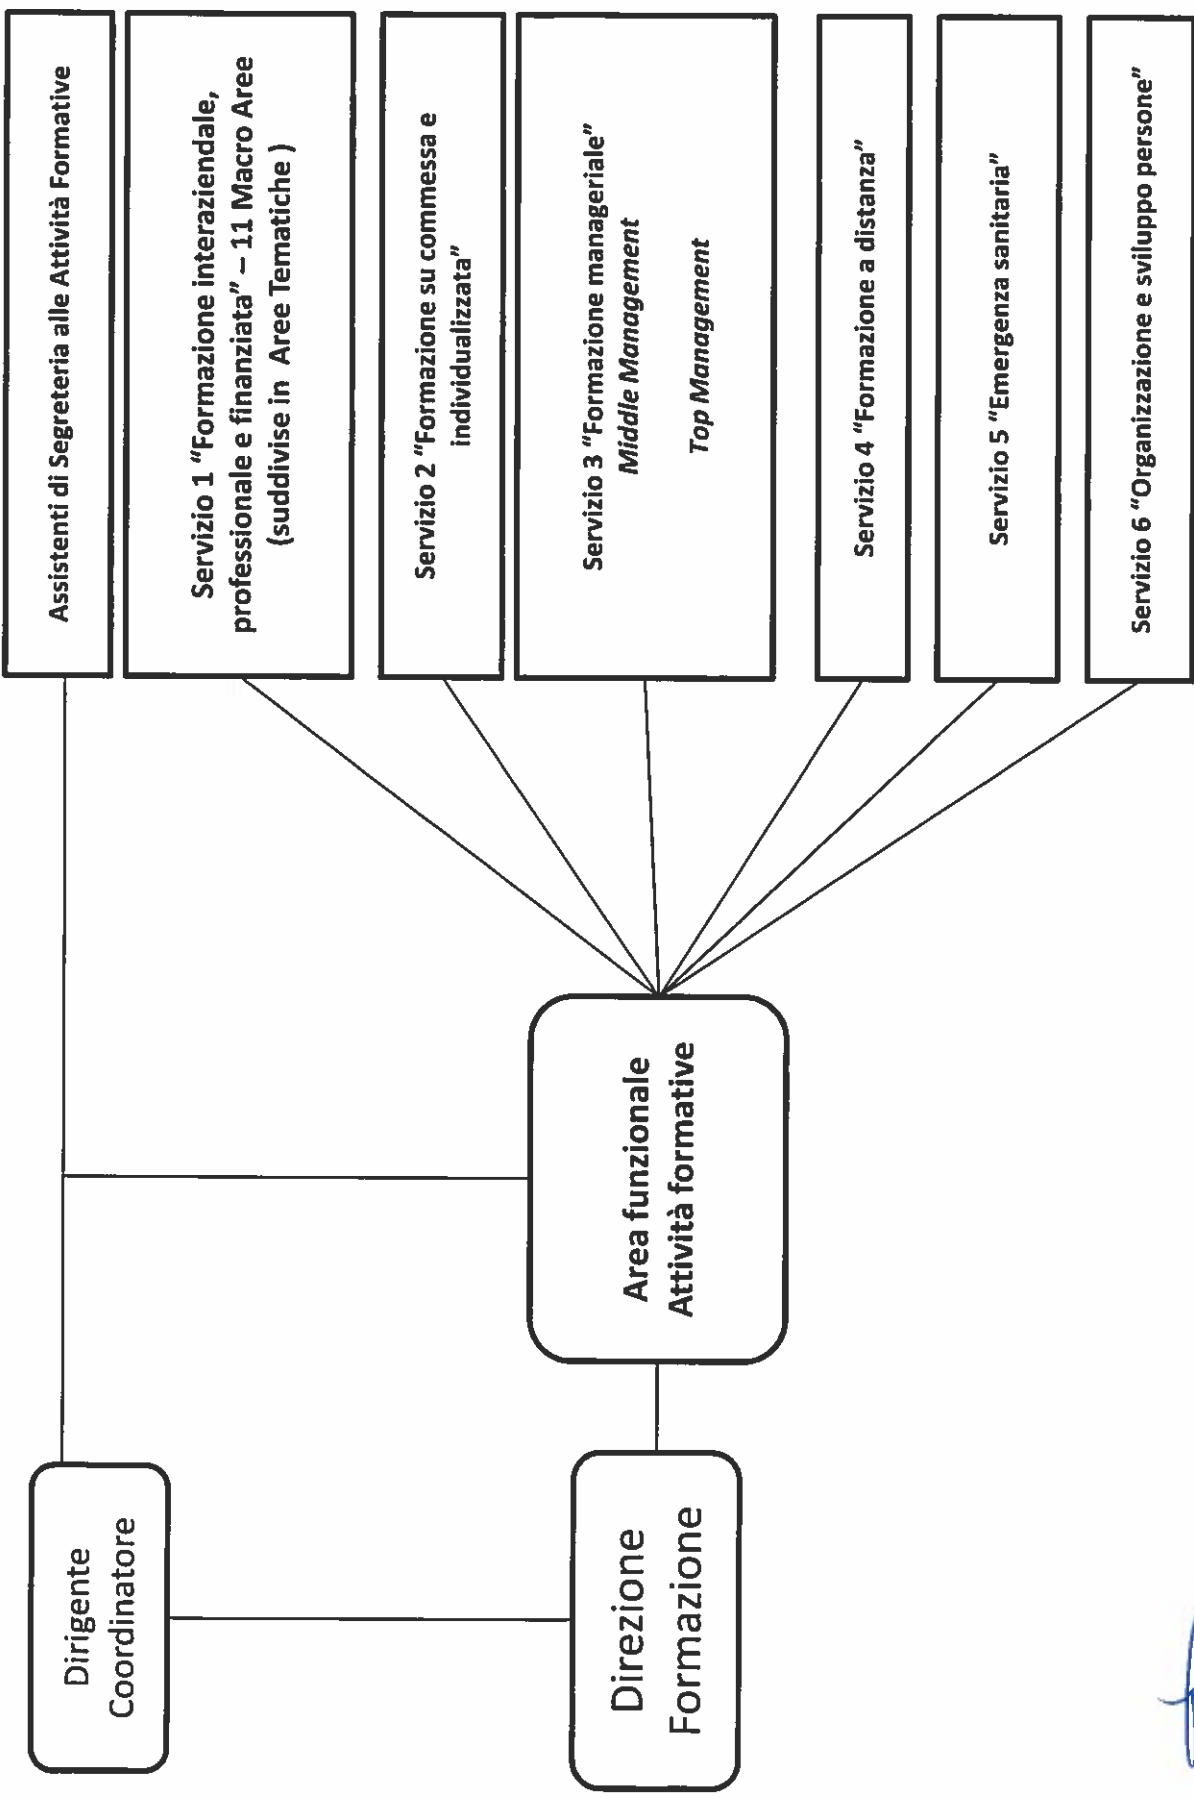 Dirigente
Coordinatore
Direzione
Formazione
Area funzionale
Attività formative
Assistenti di Segreteria alle Attività Formative
Servizio 1 “Formazione interaziendale,
professionale e finanziata” – 11 Macro Aree
(suddivise in Aree Tematiche )
Servizio 2 “Formazione su commessa e
individualizzata”
Servizio 3 “Formazione manageriale”
Middle Management
Top Management
Servizio 4 “Formazione a distanza”
Servizio 5 “Emergenza sanitaria”
Servizio 6 “Organizzazione e sviluppo persone”